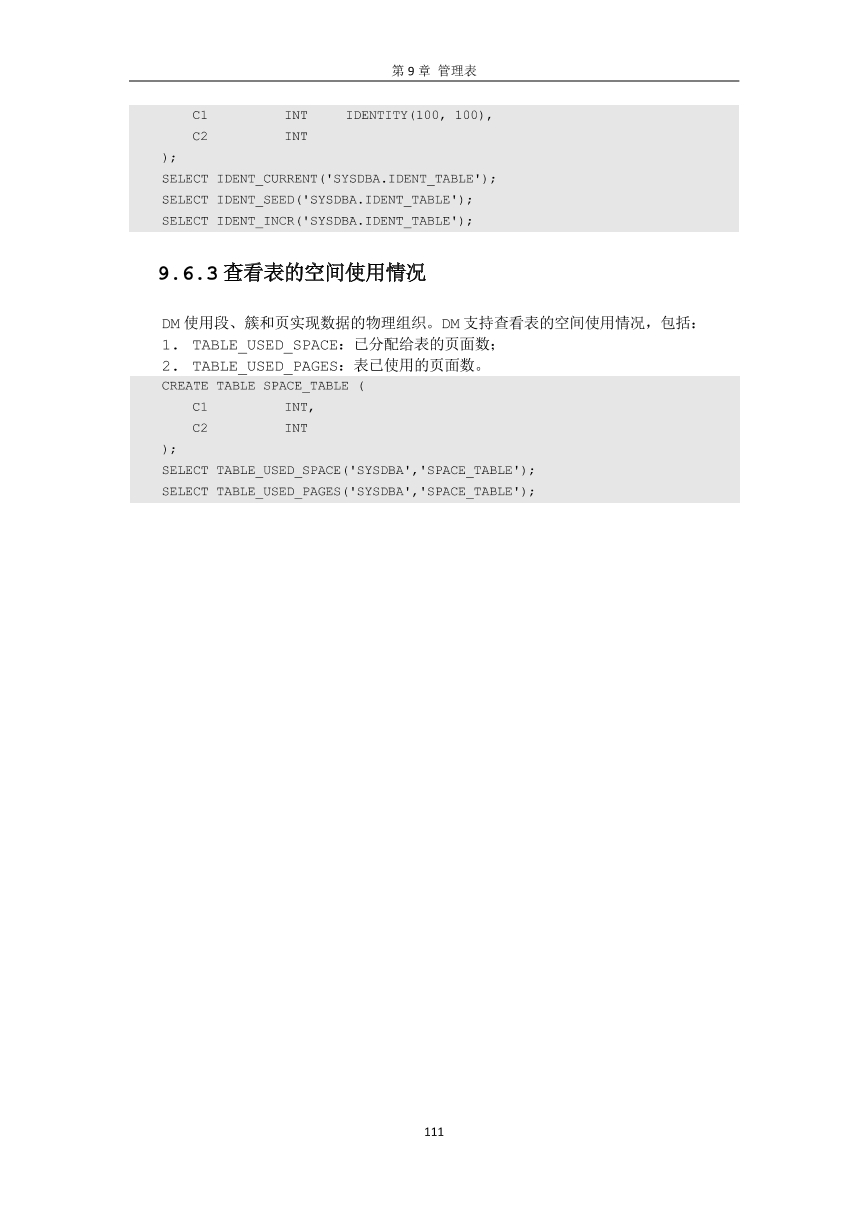 第 9 章 管理表
C1 INT IDENTITY(100, 100),
C2 INT
);
SELECT IDENT_CURRENT('SYSDBA.IDENT_TABLE');
SELECT IDENT_SEED('SYSDBA.IDENT_TABLE');
SELECT IDENT_INCR('SYSDBA.IDENT_TABLE');
9.6.3 查看表的空间使用情况
DM 使用段、簇和页实现数据的物理组织。DM 支持查看表的空间使用情况，包括：
1. TABLE_USED_SPACE：已分配给表的页面数；
2. TABLE_USED_PAGES：表已使用的页面数。
CREATE TABLE SPACE_TABLE (
C1 INT,
C2 INT
);
SELECT TABLE_USED_SPACE('SYSDBA','SPACE_TABLE');
SELECT TABLE_USED_PAGES('SYSDBA','SPACE_TABLE');
111